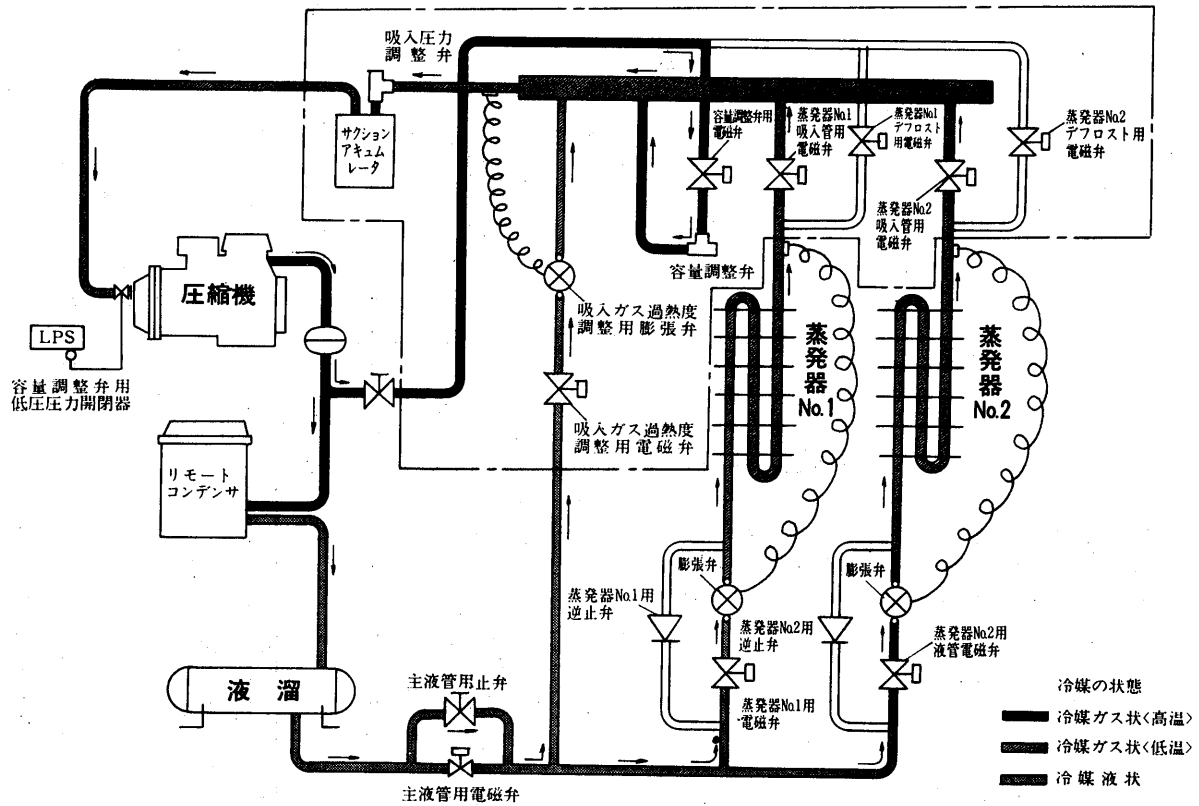 吸入圧力
調整弁
サクション
アキュム
レータ
容量調整弁用
電磁弁
蒸発器No.1
吸入管用
電磁弁
蒸発器No.1
デフロスト
用電磁弁
蒸発器No.2
デフロスト用
電磁弁
蒸発器No.2
吸入管用
電磁弁
容量調整弁
圧縮機
LPS
容量調整弁用
低圧圧力開閉器
吸入ガス過熱度
調整用膨張弁
吸入ガス過熱度
調整用電磁弁
蒸発器
No.1
蒸発器
No.2
リモート
コンデンサ
膨張弁
膨張弁
蒸発器No.1用
逆止弁
蒸発器No.2用
逆止弁
蒸発器No.2用
液管電磁弁
蒸発器No.1用
電磁弁
液溜
主液管用止弁
主液管用電磁弁
冷媒の状態
冷媒ガス状<高温>
冷媒ガス状<低温>
冷媒液状